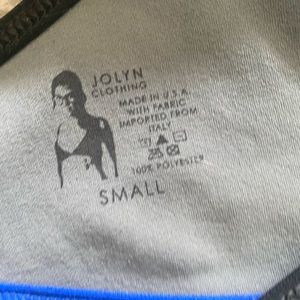 JOLYN
CLOTHING
MADE IN U.S.A.
WITH FABRIC
IMPORTED FROM
ITALY
100% POLYESTER
SMALL